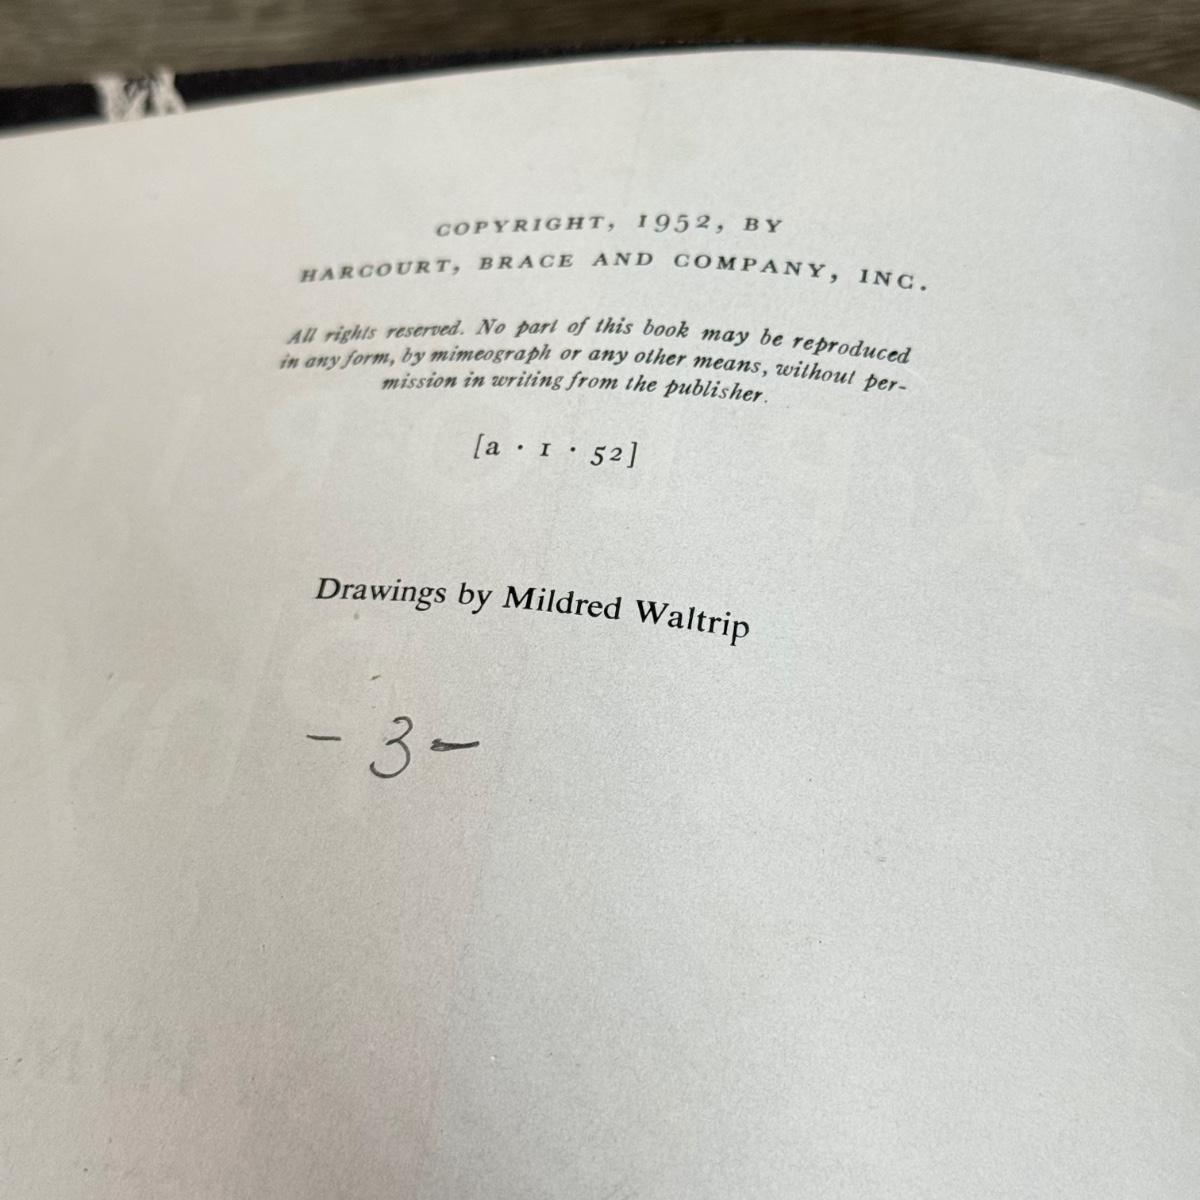 COPYRIGHT, 1952, BY
HARCOURT, BRACE AND COMPANY, INC.
All rights reserved. No part of this book may be reproduced
in any form, by mimeograph or any other means, without per-
mission in writing from the publisher.
[a · 1 · 52]
Drawings by Mildred Waltrip
- 3 -